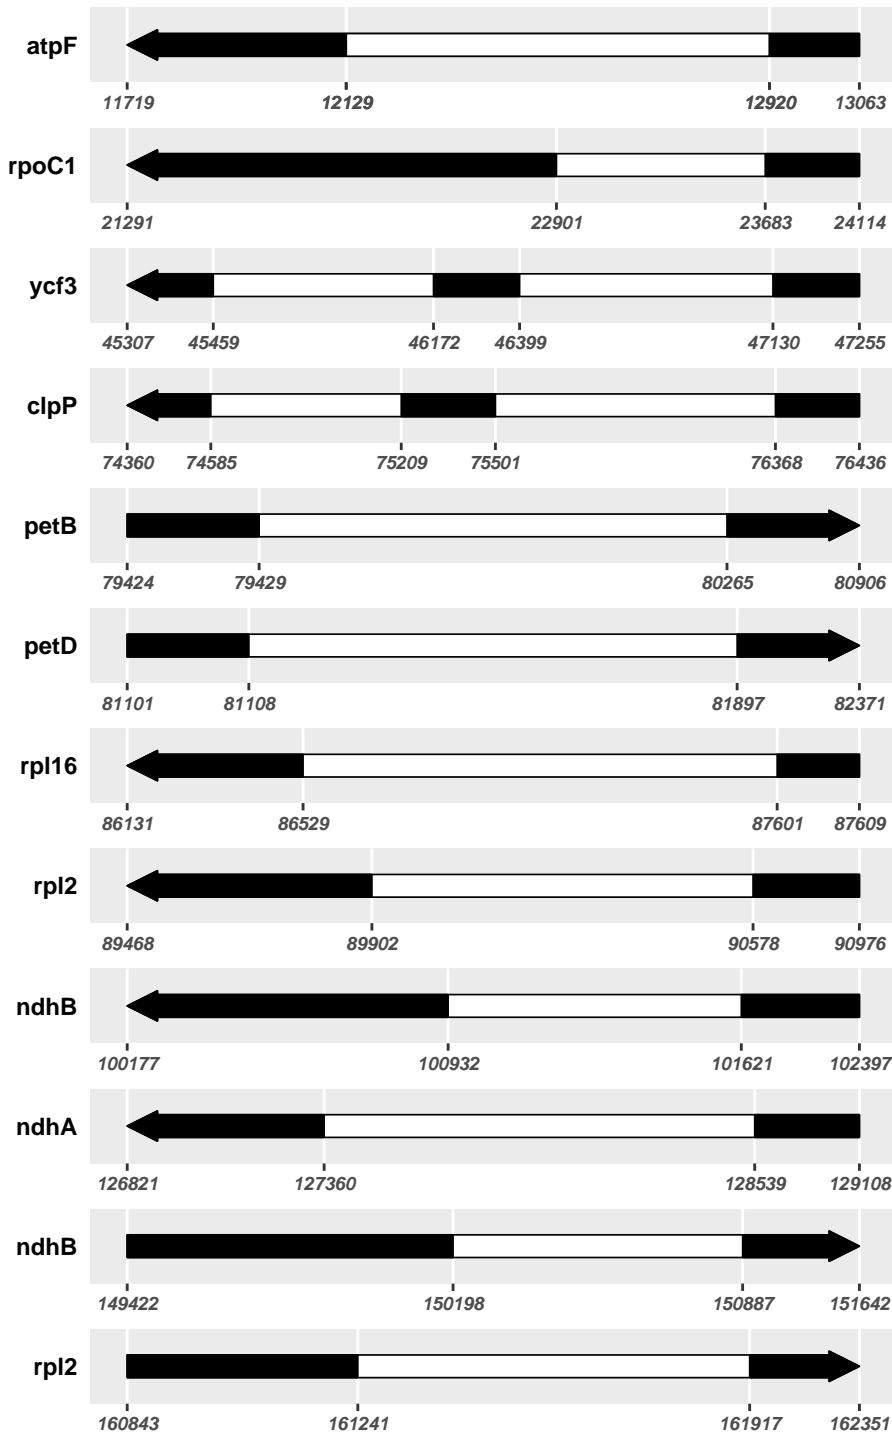 atpF
11719 12129 12920 13063
rpoC1
21291 22901 23683 24114
ycf3
45307 45459 46172 46399 47130 47255
clpP
74360 74585 75209 75501 76368 76436
petB
79424 79429 80265 80906
petD
81101 81108 81897 82371
rpl16
86131 86529 87601 87609
rpl2
89468 89902 90578 90976
ndhB
100177 100932 101621 102397
ndhA
126821 127360 128539 129108
ndhB
149422 150198 150887 151642
rpl2
160843 161241 161917 162351